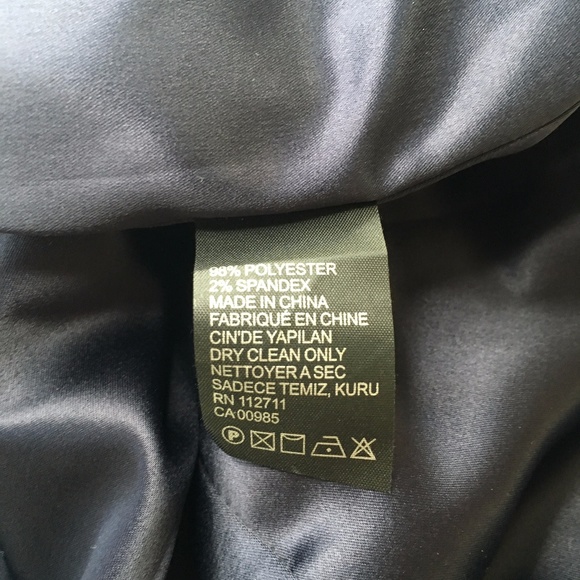 98% POLYESTER
2% SPANDEX
MADE IN CHINA
FABRIQUÉ EN CHINE
CIN'DE YAPILAN
DRY CLEAN ONLY
NETTOYER A SEC
SADECE TEMIZ, KURU
RN 112711
CA 00985
P